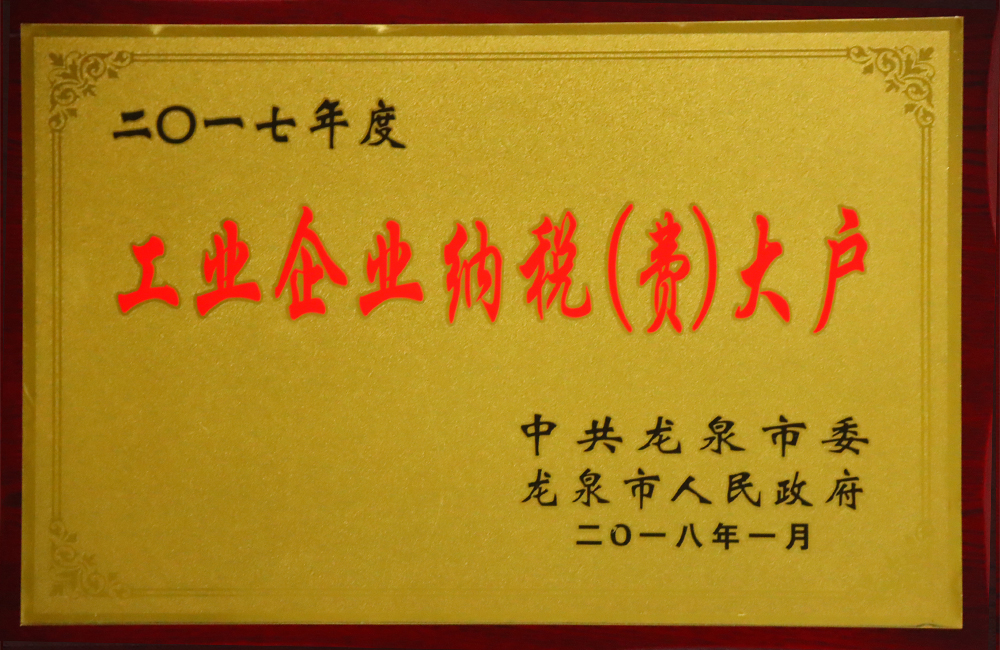 二〇一七年度
工业企业纳税(费)大户
中共龙泉市委
龙泉市人民政府
二〇一八年一月